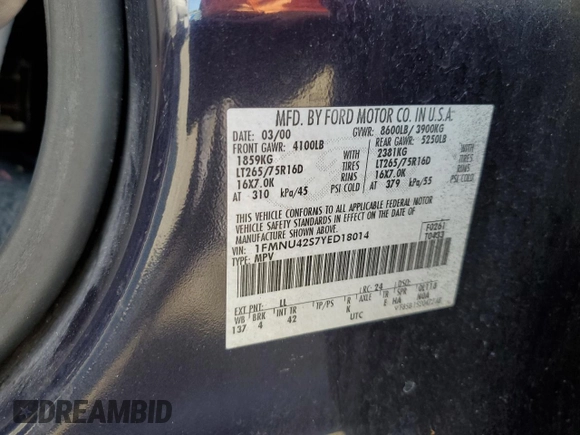 MFD. BY FORD MOTOR CO. IN U.S.A.
DATE: 03/00 GVWR: 8600LB/ 3900KG
FRONT GAWR: 4100LB REAR GAWR: 5250LB
1859KG WITH 2381KG WITH
LT265/75R16D TIRES LT265/75R16D TIRES
16X7.0K RIMS 16X7.0K RIMS
AT 310 kPa/45 PSI COLD AT 379 kPa/55 PSI COLD
THIS VEHICLE CONFORMS TO ALL APPLICABLE FEDERAL MOTOR
VEHICLE SAFETY STANDARDS IN EFFECT ON THE DATE OF MANUFACTURE
SHOWN ABOVE.
VIN: 1FMNU42S7YED18014 F0261
TYPE: MPV
EXT PNT: LL RC: 24
WB BRK INT TR TP/PS R AXLE TR SPR
137 4 42 K E HA
UTC
DREAMBID